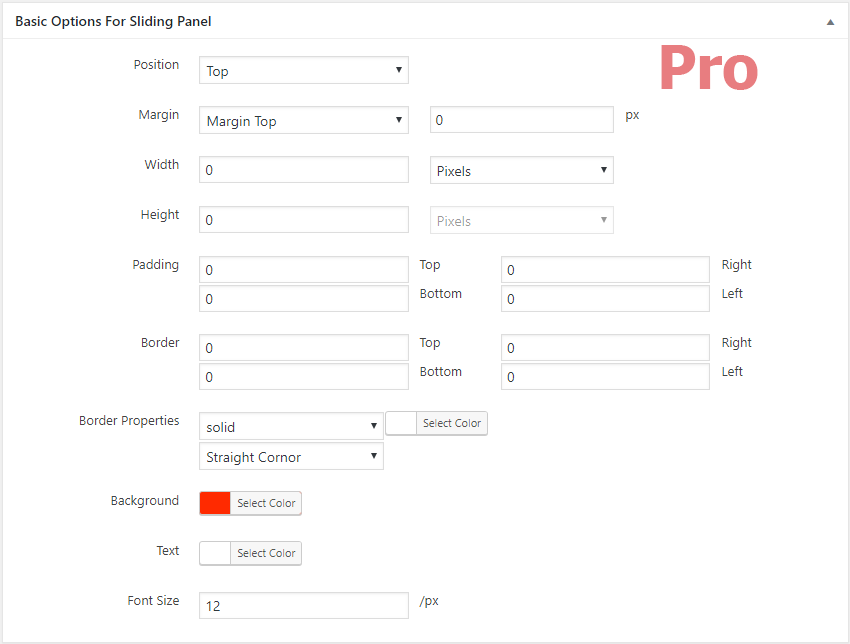 Basic Options For Sliding Panel
Pro
Position Top
Margin Margin Top 0 px
Width 0 Pixels
Height 0 Pixels
Padding 0 Top 0 Right
0 Bottom 0 Left
Border 0 Top 0 Right
0 Bottom 0 Left
Border Properties solid Select Color
Straight Cornor
Background Select Color
Text Select Color
Font Size 12 /px